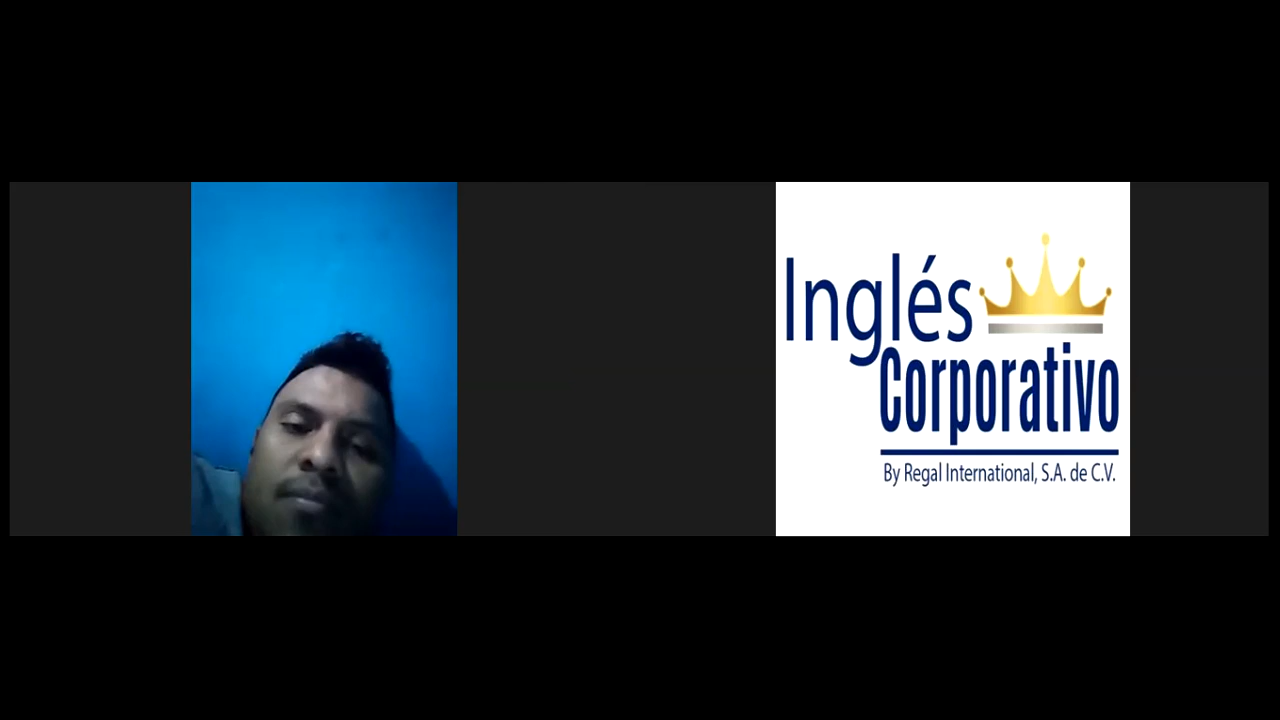 Inglés
Corporativo
By Regal International, S.A. de C.V.